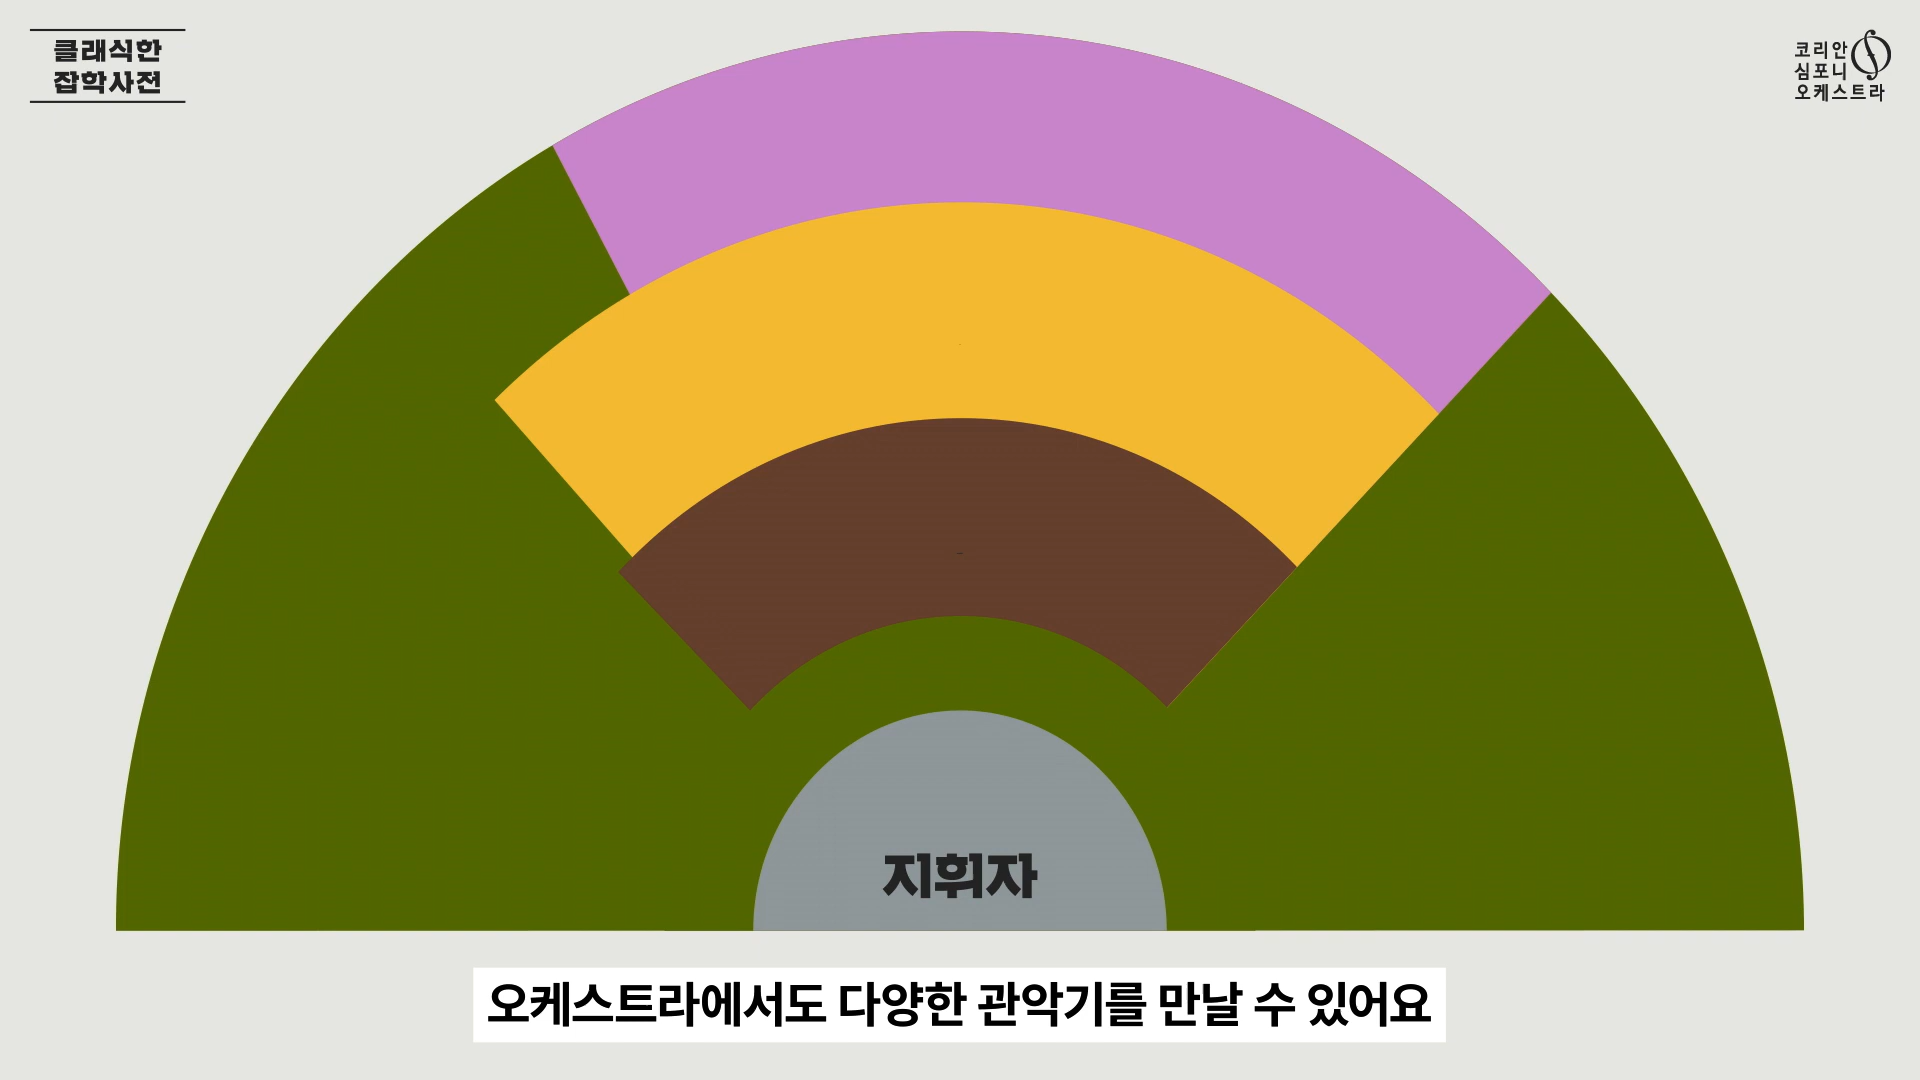 클래식한
잡학사전
코리안
심포니
오케스트라
지휘자
오케스트라에서도 다양한 관악기를 만날 수 있어요